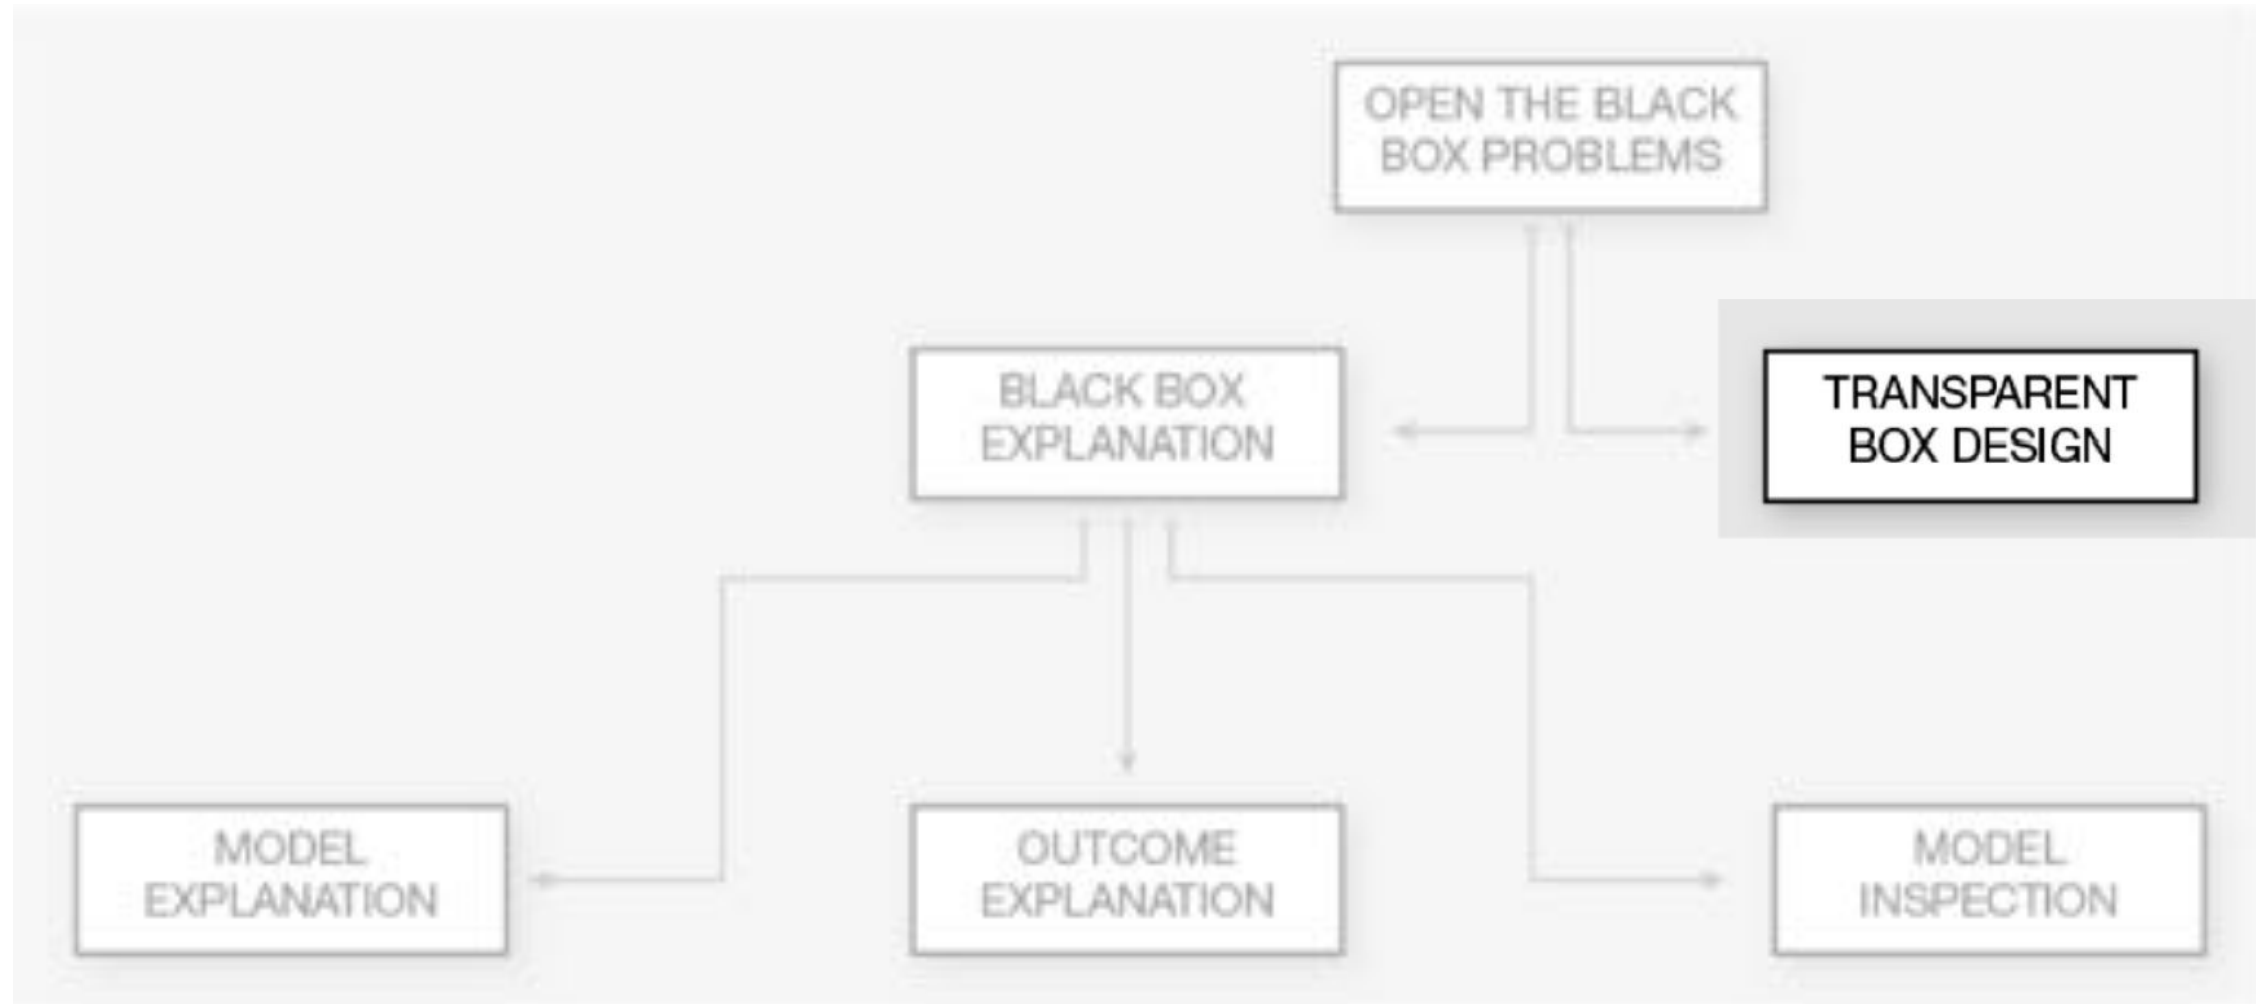 OPEN THE BLACK
BOX PROBLEMS
BLACK BOX
EXPLANATION
TRANSPARENT
BOX DESIGN
MODEL
EXPLANATION
OUTCOME
EXPLANATION
MODEL
INSPECTION